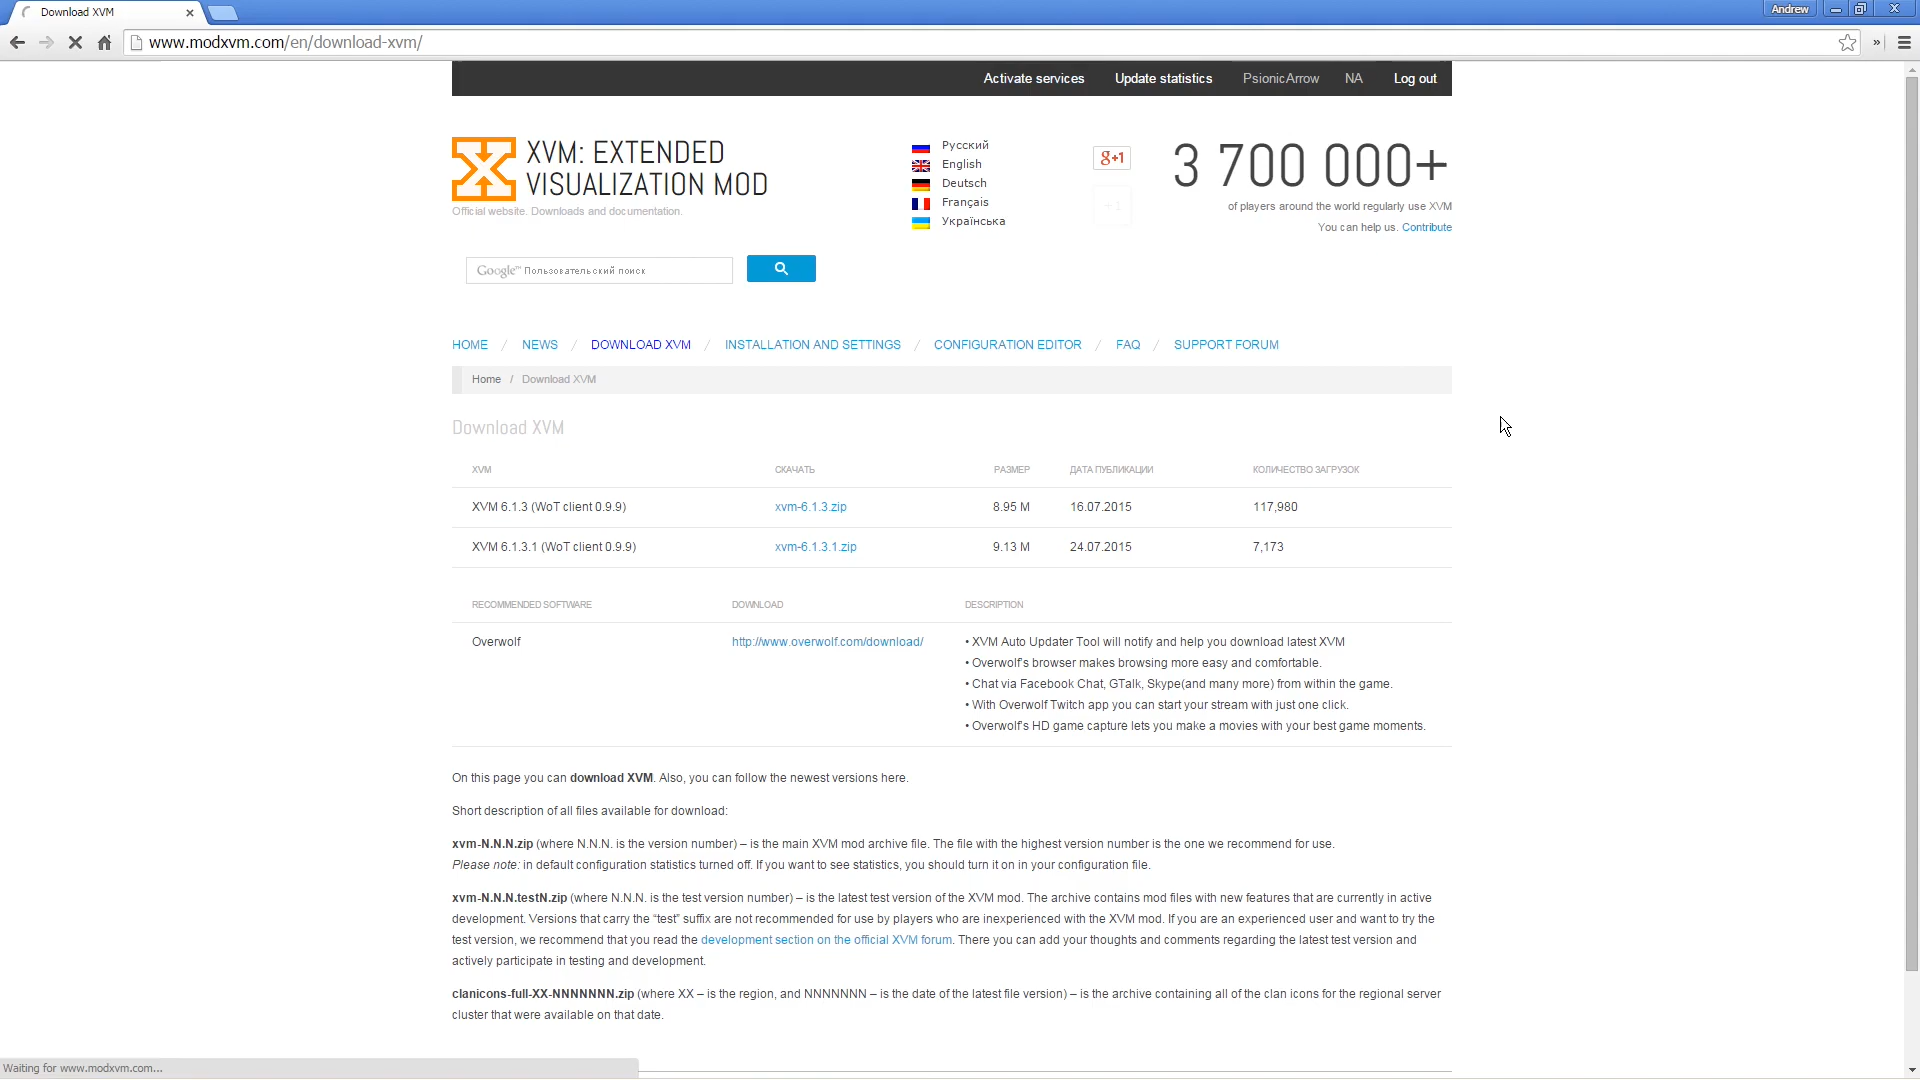 Download XVM
Andrew
www.modxvm.com/en/download-xvm/
Activate services Update statistics PsionicArrow NA Log out
XVM: EXTENDED
VISUALIZATION MOD
Official website. Downloads and documentation.
Русский
English
Deutsch
Français
Українська
g+1
+1
3 700 000+
of players around the world regularly use XVM
You can help us. Contribute
Google™ Пользовательский поиск
HOME / NEWS / DOWNLOAD XVM / INSTALLATION AND SETTINGS / CONFIGURATION EDITOR / FAQ / SUPPORT FORUM
Home / Download XVM
Download XVM
XVM СКАЧАТЬ РАЗМЕР ДАТА ПУБЛИКАЦИИ КОЛИЧЕСТВО ЗАГРУЗОК
XVM 6.1.3 (WoT client 0.9.9) xvm-6.1.3.zip 8.95 M 16.07.2015 117,980
XVM 6.1.3.1 (WoT client 0.9.9) xvm-6.1.3.1.zip 9.13 M 24.07.2015 7,173
RECOMMENDED SOFTWARE DOWNLOAD DESCRIPTION
Overwolf http://www.overwolf.com/download/ • XVM Auto Updater Tool will notify and help you download latest XVM
• Overwolf's browser makes browsing more easy and comfortable.
• Chat via Facebook Chat, GTalk, Skype(and many more) from within the game.
• With Overwolf Twitch app you can start your stream with just one click.
• Overwolf's HD game capture lets you make a movies with your best game moments.
On this page you can download XVM. Also, you can follow the newest versions here.
Short description of all files available for download:
xvm-N.N.N.zip (where N.N.N. is the version number) – is the main XVM mod archive file. The file with the highest version number is the one we recommend for use.
Please note: in default configuration statistics turned off. If you want to see statistics, you should turn it on in your configuration file.
xvm-N.N.N.testN.zip (where N.N.N. is the test version number) – is the latest test version of the XVM mod. The archive contains mod files with new features that are currently in active
development. Versions that carry the “test” suffix are not recommended for use by players who are inexperienced with the XVM mod. If you are an experienced user and want to try the
test version, we recommend that you read the development section on the official XVM forum. There you can add your thoughts and comments regarding the latest test version and
actively participate in testing and development.
clanicons-full-XX-NNNNNNN.zip (where XX – is the region, and NNNNNNN – is the date of the latest file version) – is the archive containing all of the clan icons for the regional server
cluster that were available on that date.
Waiting for www.modxvm.com...